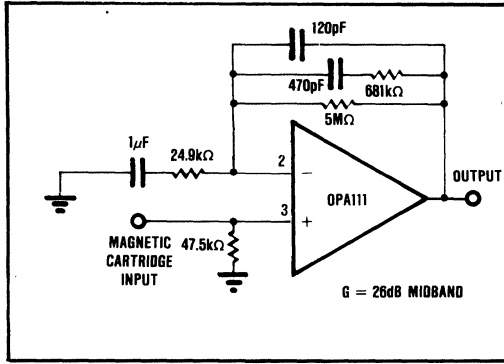 120pF
470pF
681kΩ
5MΩ
1μF
24.9kΩ
2
−
OPA111
OUTPUT
3
+
MAGNETIC
CARTRIDGE
INPUT
47.5kΩ
G = 26dB MIDBAND